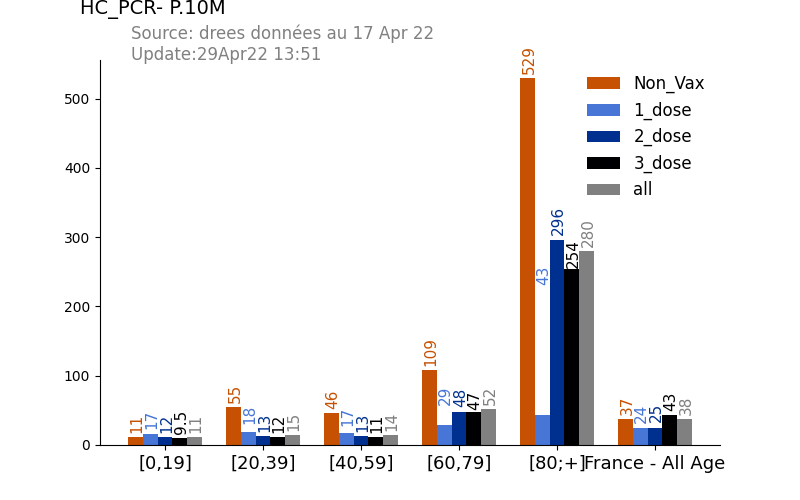 HC_PCR- P.10M
Source: drees données au 17 Apr 22
Update:29Apr22 13:51
Non_Vax
1_dose
2_dose
3_dose
all
500
400
300
200
100
0
11 17 12 9.5 11
55 18 13 12 15
46 17 13 11 14
109 29 48 47 52
529 43 296 254 280
37 24 25 43 38
[0,19] [20,39] [40,59] [60,79] [80;+] France - All Age